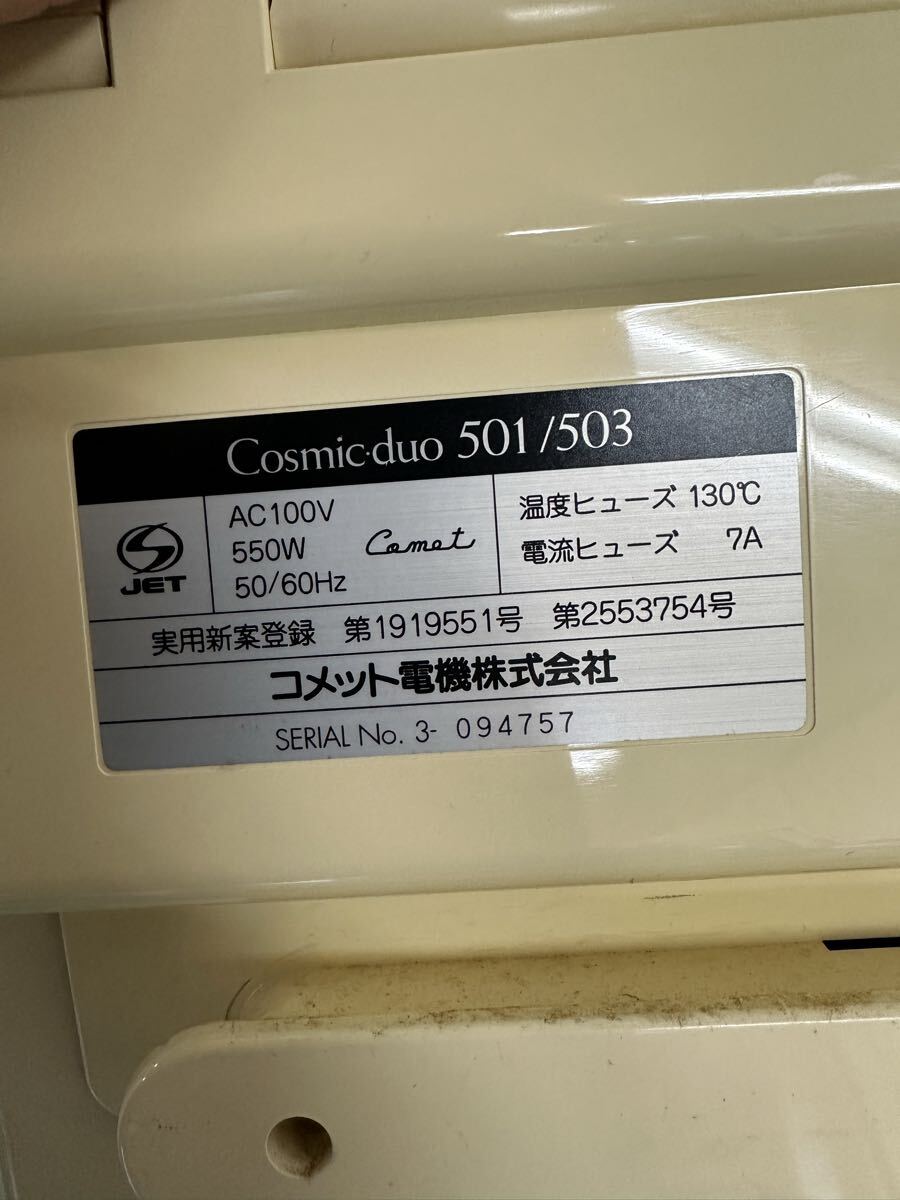 Cosmic·duo 501/503
JET
AC100V
550W
50/60Hz
Comet
温度ヒューズ 130℃
電流ヒューズ 7A
実用新案登録 第1919551号 第2553754号
コメット電機株式会社
SERIAL No. 3- 094757